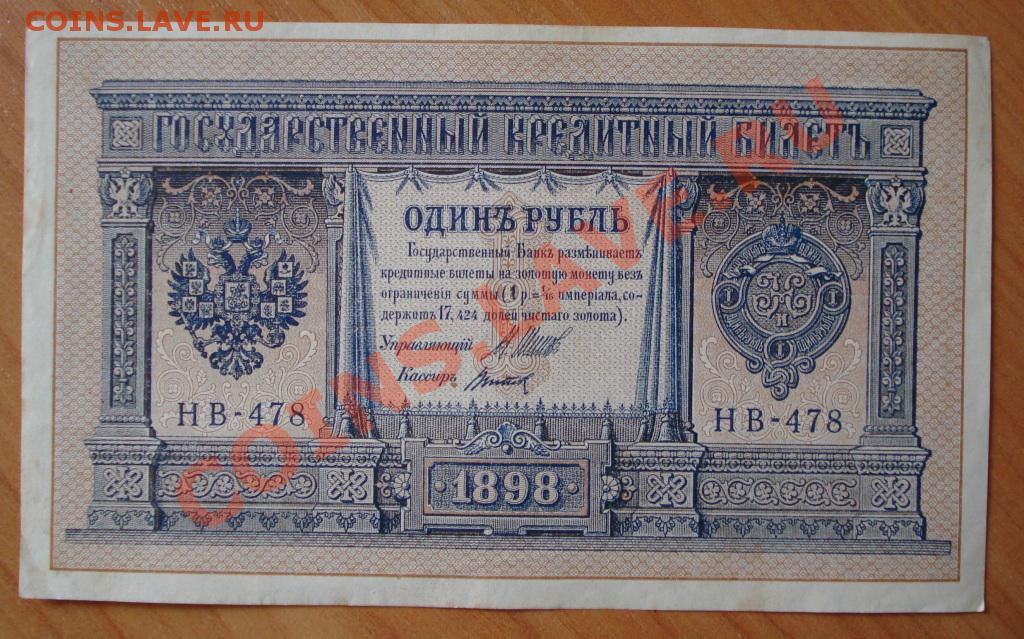 COINS.LAVE.RU
ГОСУДАРСТВЕННЫЙ КРЕДИТНЫЙ БИЛЕТЪ
ОДИНЪ РУБЛЬ
Государственный Банкъ размѣниваетъ
кредитные билеты на золотую монету безъ
ограниченія суммы (1 р.= 1/15 имперіала, со-
держитъ 17,424 долей чистаго золота).
Управляющій
Кассиръ
НВ-478
НВ-478
1898
COINS.LAVE.RU